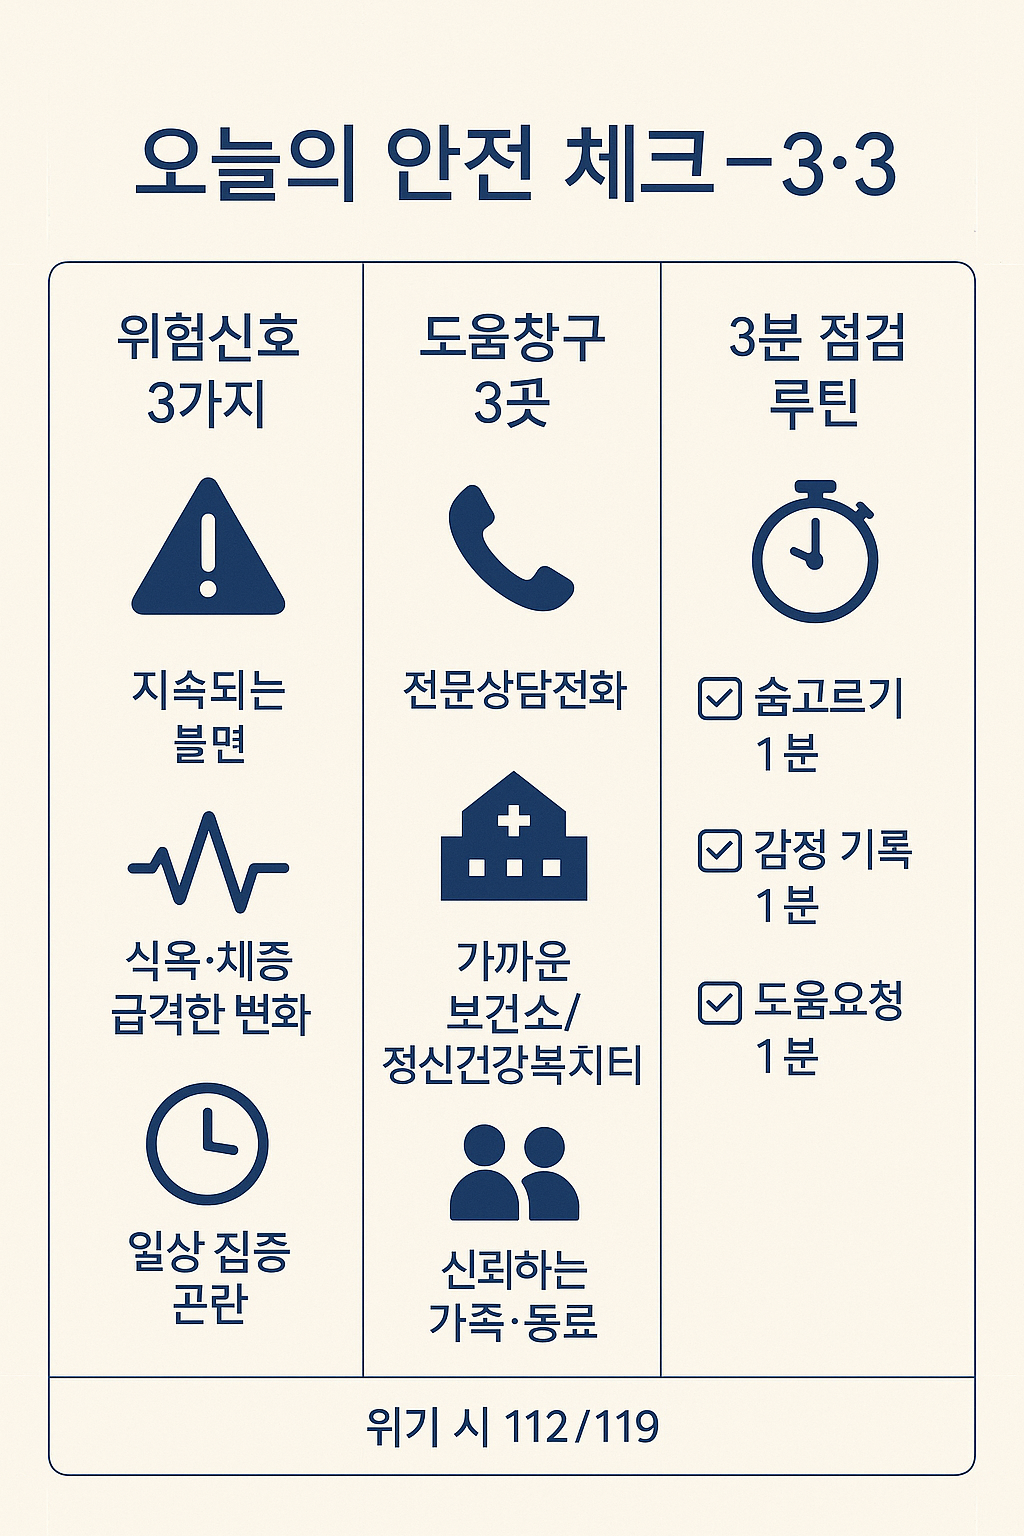 오늘의 안전 체크–3·3
위험신호
3가지
지속되는
블면
식옥·체증
급격한 변화
일상 집증
곤란
도움창구
3곳
전문상담전화
가까운
보건소/
정신건강복치터
신뢰하는
가족·동료
3분 점검
루틴
숨고르기
1분
감정 기록
1분
도움요청
1분
위기 시 112/119